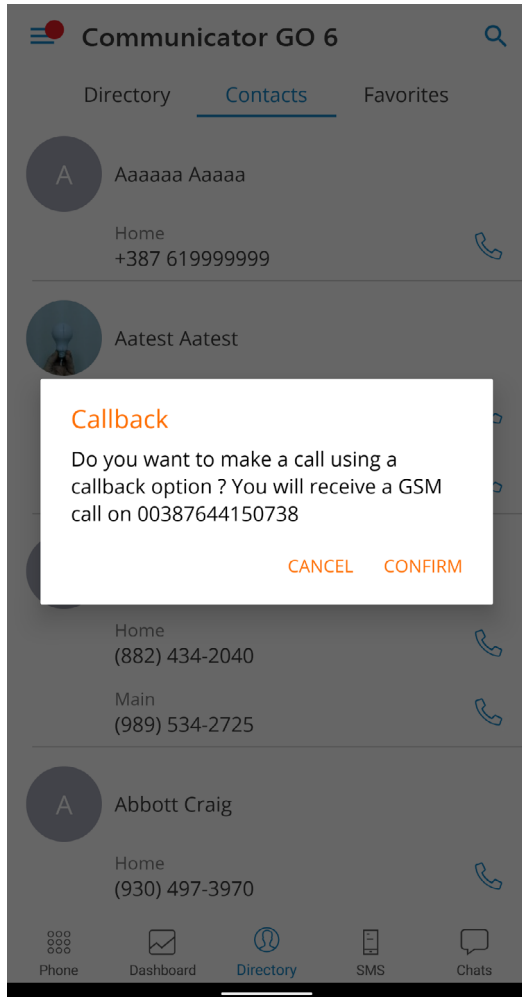 Communicator GO 6
Directory
Contacts
Favorites
A
Aaaaaa Aaaaa
Home
+387 619999999
Aatest Aatest
Callback
Do you want to make a call using a
callback option ? You will receive a GSM
call on 00387644150738
CANCEL
CONFIRM
Home
(882) 434-2040
Main
(989) 534-2725
A
Abbott Craig
Home
(930) 497-3970
Phone
Dashboard
Directory
SMS
Chats